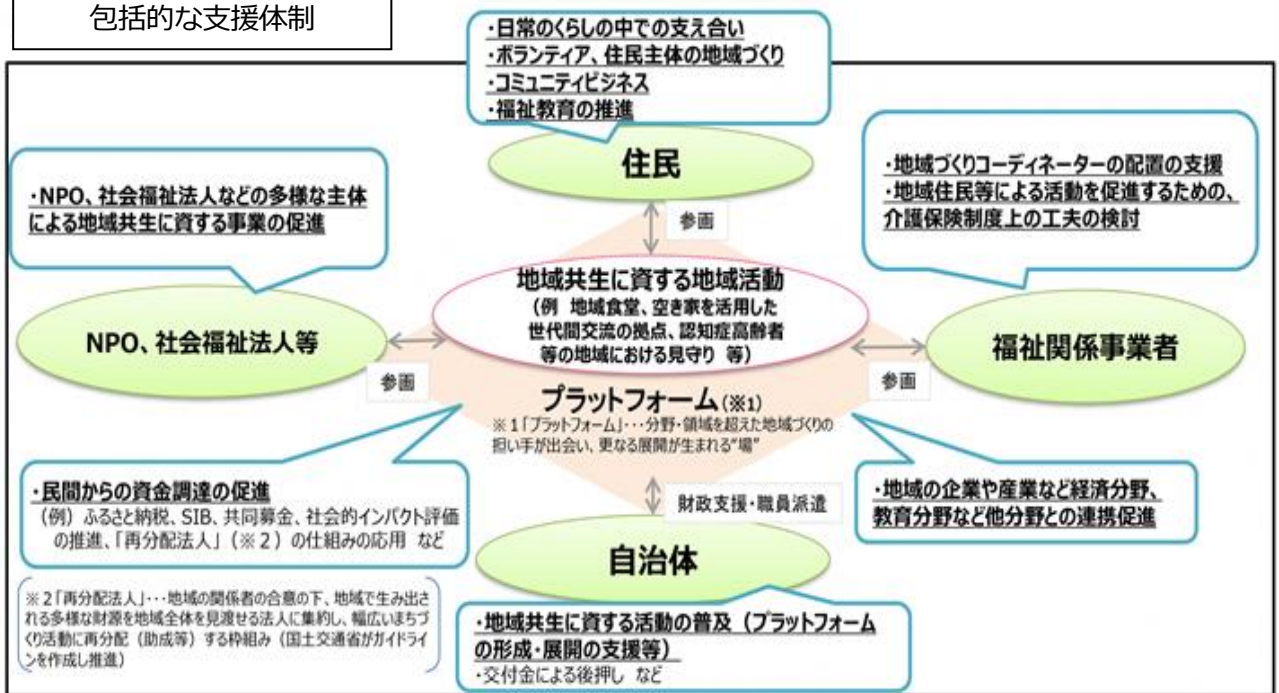 包括的な支援体制
・日常のくらしの中での支え合い
・ボランティア、住民主体の地域づくり
・コミュニティビジネス
・福祉教育の推進
住民
・NPO、社会福祉法人などの多様な主体
による地域共生に資する事業の促進
・地域づくりコーディネーターの配置の支援
・地域住民等による活動を促進するための、
介護保険制度上の工夫の検討
参画
地域共生に資する地域活動
(例 地域食堂、空き家を活用した
世代間交流の拠点、認知症高齢者
等の地域における見守り 等)
NPO、社会福祉法人等
福祉関係事業者
参画
参画
プラットフォーム(※1)
※1「プラットフォーム」…分野・領域を超えた地域づくりの
担い手が出会い、更なる展開が生まれる“場”
・民間からの資金調達の促進
(例)ふるさと納税、SIB、共同募金、社会的インパクト評価
の推進、「再分配法人」(※2)の仕組みの応用 など
・地域の企業や産業など経済分野、
教育分野など他分野との連携促進
財政支援・職員派遣
自治体
※2「再分配法人」…地域の関係者の合意の下、地域で生み出さ
れる多様な財源を地域全体を見渡せる法人に集約し、幅広いまちづ
くり活動に再分配(助成等)する枠組み(国土交通省がガイドライ
ンを作成し推進)
・地域共生に資する活動の普及(プラットフォーム
の形成・展開の支援等)
・交付金による後押し など